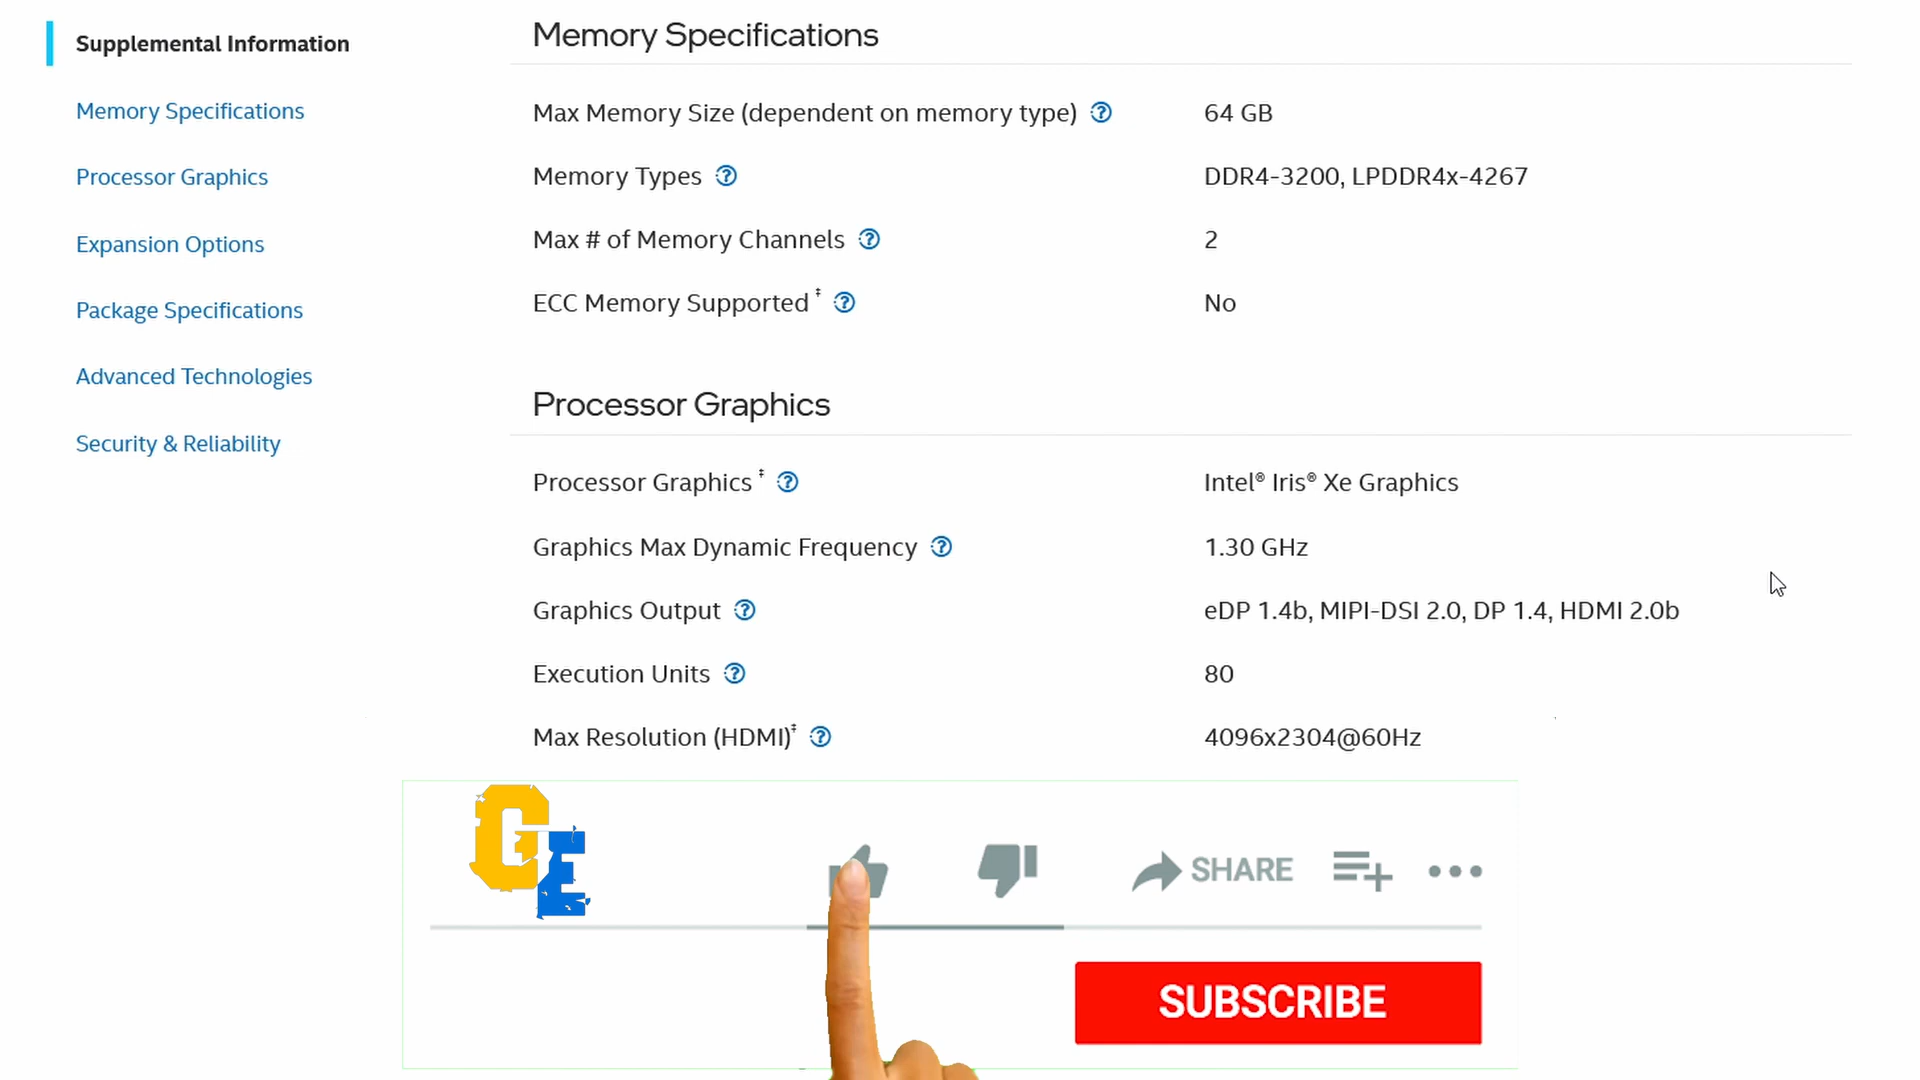 Supplemental Information
Memory Specifications
Processor Graphics
Expansion Options
Package Specifications
Advanced Technologies
Security & Reliability
Memory Specifications
Max Memory Size (dependent on memory type) ? 64 GB
Memory Types ? DDR4-3200, LPDDR4x-4267
Max # of Memory Channels ? 2
ECC Memory Supported ‡ ? No
Processor Graphics
Processor Graphics ‡ ? Intel® Iris® Xe Graphics
Graphics Max Dynamic Frequency ? 1.30 GHz
Graphics Output ? eDP 1.4b, MIPI-DSI 2.0, DP 1.4, HDMI 2.0b
Execution Units ? 80
Max Resolution (HDMI)‡ ? 4096x2304@60Hz
GE
SHARE
SUBSCRIBE